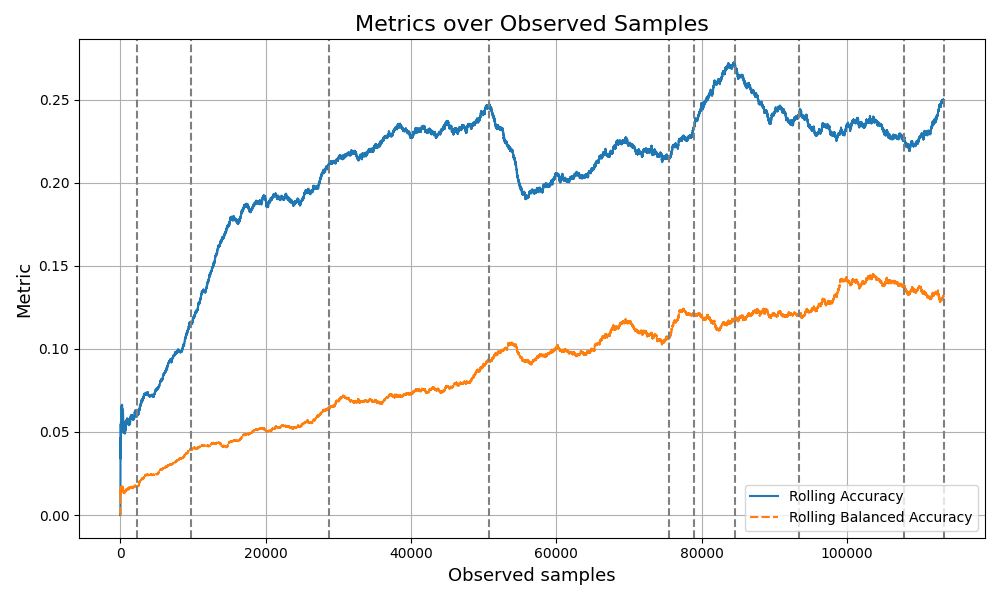 Metrics over Observed Samples
Metric
0.25
0.20
0.15
0.10
0.05
0.00
Rolling Accuracy
Rolling Balanced Accuracy
0 20000 40000 60000 80000 100000
Observed samples